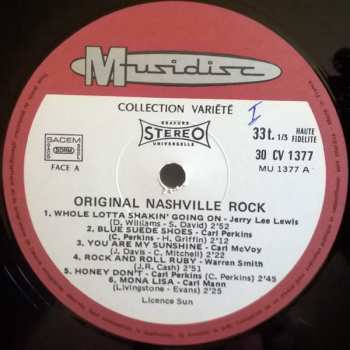 Musidisc
COLLECTION VARIÉTÉ
I
GRAVURE
STEREO
UNIVERSELLE
33t. 1/3 HAUTE FIDELITE
SACEM
SDRM
FACE A
30 CV 1377
MU 1377 A
ORIGINAL NASHVILLE ROCK
1. WHOLE LOTTA SHAKIN' GOING ON - Jerry Lee Lewis
(D. Williams - S. David) 2'52
2. BLUE SUEDE SHOES - Carl Perkins
(C. Perkins - H. Griffin) 2'12
3. YOU ARE MY SUNSHINE - Carl McVoy
(J. Davis - C. Mitchell) 2'22
4. ROCK AND ROLL RUBY - Warren Smith
(J.R. Cash) 2'51
5. HONEY DON'T - Carl Perkins (C. Perkins) 2'45
6. MONA LISA - Carl Mann
(Livingstone - Evans) 2'25
Licence Sun